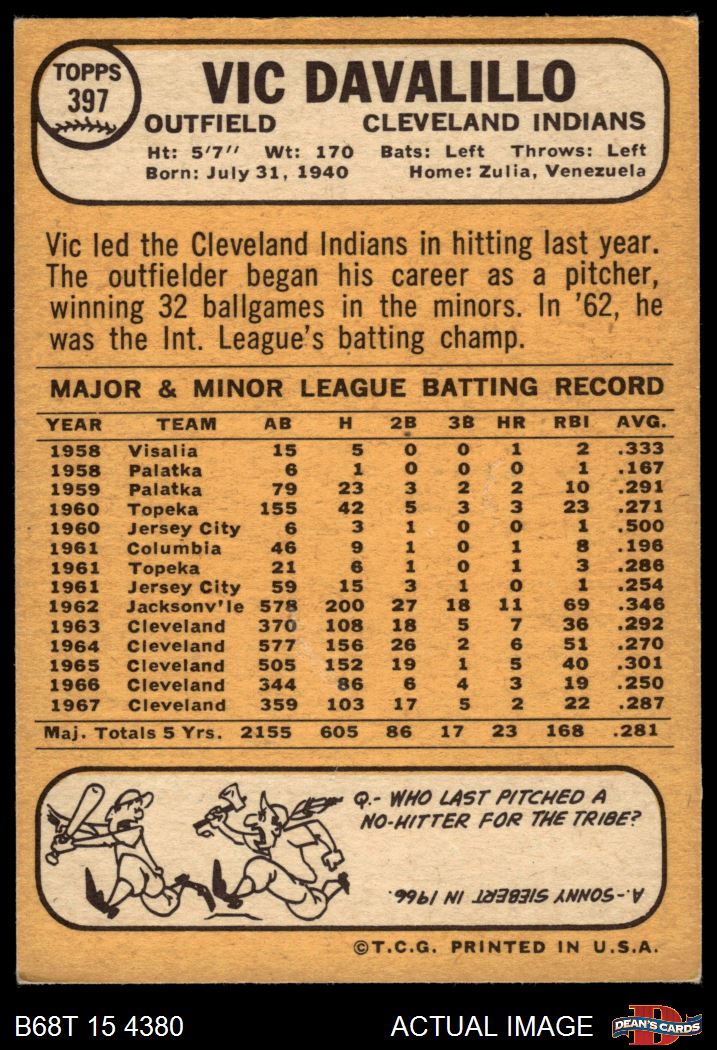 TOPPS
397
VIC DAVALILLO
OUTFIELD CLEVELAND INDIANS
Ht: 5'7" Wt: 170 Bats: Left Throws: Left
Born: July 31, 1940 Home: Zulia, Venezuela
Vic led the Cleveland Indians in hitting last year.
The outfielder began his career as a pitcher,
winning 32 ballgames in the minors. In '62, he
was the Int. League's batting champ.
MAJOR & MINOR LEAGUE BATTING RECORD
YEAR TEAM AB H 2B 3B HR RBI AVG.
1958 Visalia 15 5 0 0 1 2 .333
1958 Palatka 6 1 0 0 0 1 .167
1959 Palatka 79 23 3 2 2 10 .291
1960 Topeka 155 42 5 3 3 23 .271
1960 Jersey City 6 3 1 0 0 1 .500
1961 Columbia 46 9 1 0 1 8 .196
1961 Topeka 21 6 1 0 1 3 .286
1961 Jersey City 59 15 3 1 0 1 .254
1962 Jacksonv'le 578 200 27 18 11 69 .346
1963 Cleveland 370 108 18 5 7 36 .292
1964 Cleveland 577 156 26 2 6 51 .270
1965 Cleveland 505 152 19 1 5 40 .301
1966 Cleveland 344 86 6 4 3 19 .250
1967 Cleveland 359 103 17 5 2 22 .287
Maj. Totals 5 Yrs. 2155 605 86 17 23 168 .281
Q.- WHO LAST PITCHED A
NO-HITTER FOR THE TRIBE?
A.-SONNY SIEBERT IN 1966.
©T.C.G. PRINTED IN U.S.A.
B68T 15 4380 ACTUAL IMAGE DEAN'S CARDS